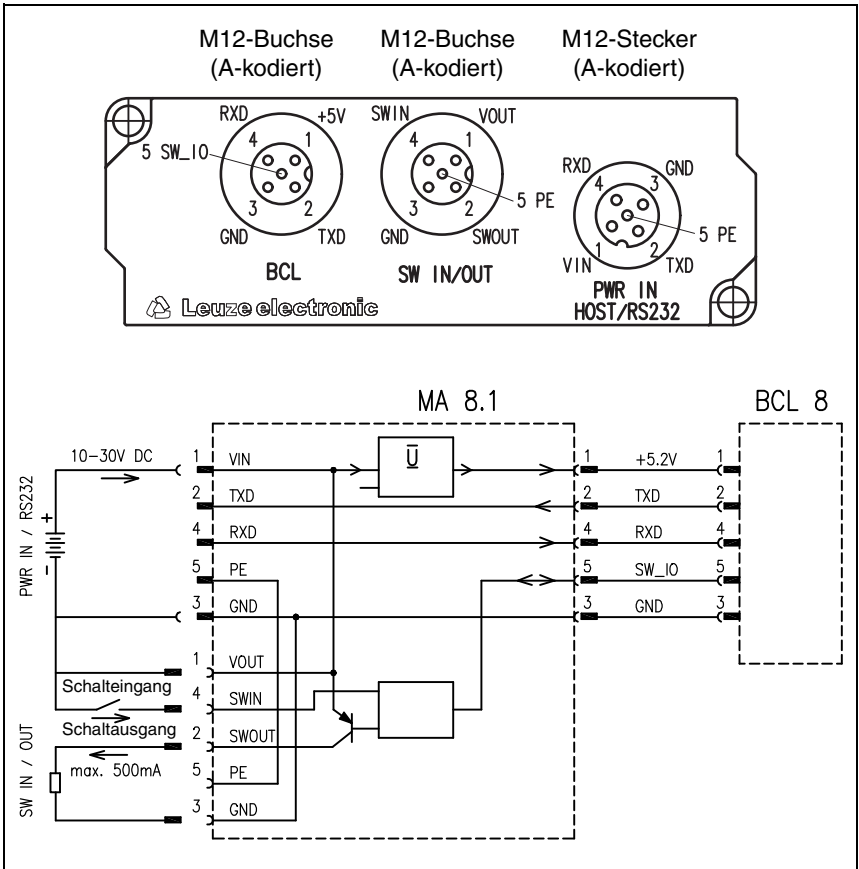 M12-Buchse M12-Buchse M12-Stecker
(A-kodiert) (A-kodiert) (A-kodiert)
RXD +5V SWIN VOUT
4 1 4 1 RXD GND
5 SW_IO 4 3
5 PE
3 2 3 2 5 PE
GND TXD GND SWOUT 1 2
VIN TXD
BCL SW IN/OUT PWR IN
HOST/RS232
Leuze electronic
MA 8.1 BCL 8
10-30V DC 1 VIN U 1 +5.2V 1
2 TXD 2 TXD 2
4 RXD 4 RXD 4
5 PE 5 SW_IO 5
3 GND 3 GND 3
PWR IN / RS232
+
-
1 VOUT
Schalteingang
4 SWIN
Schaltausgang 2 SWOUT
max. 500mA 5 PE
3 GND
SW IN / OUT